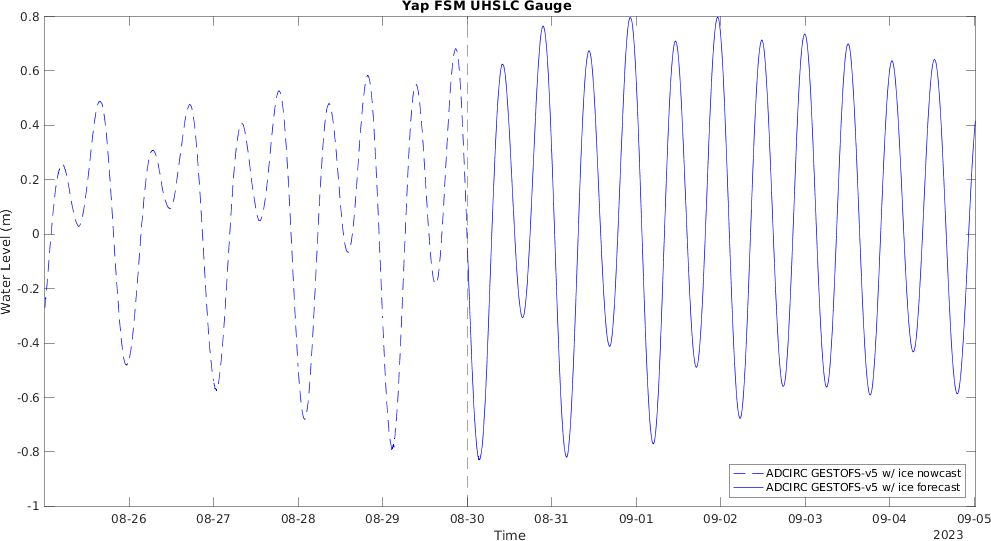 Yap FSM UHSLC Gauge
0.8
0.6
0.4
0.2
0
-0.2
-0.4
-0.6
-0.8
-1
Water Level (m)
ADCIRC GESTOFS-v5 w/ ice nowcast
ADCIRC GESTOFS-v5 w/ ice forecast
08-26 08-27 08-28 08-29 08-30 08-31 09-01 09-02 09-03 09-04 09-05
Time
2023